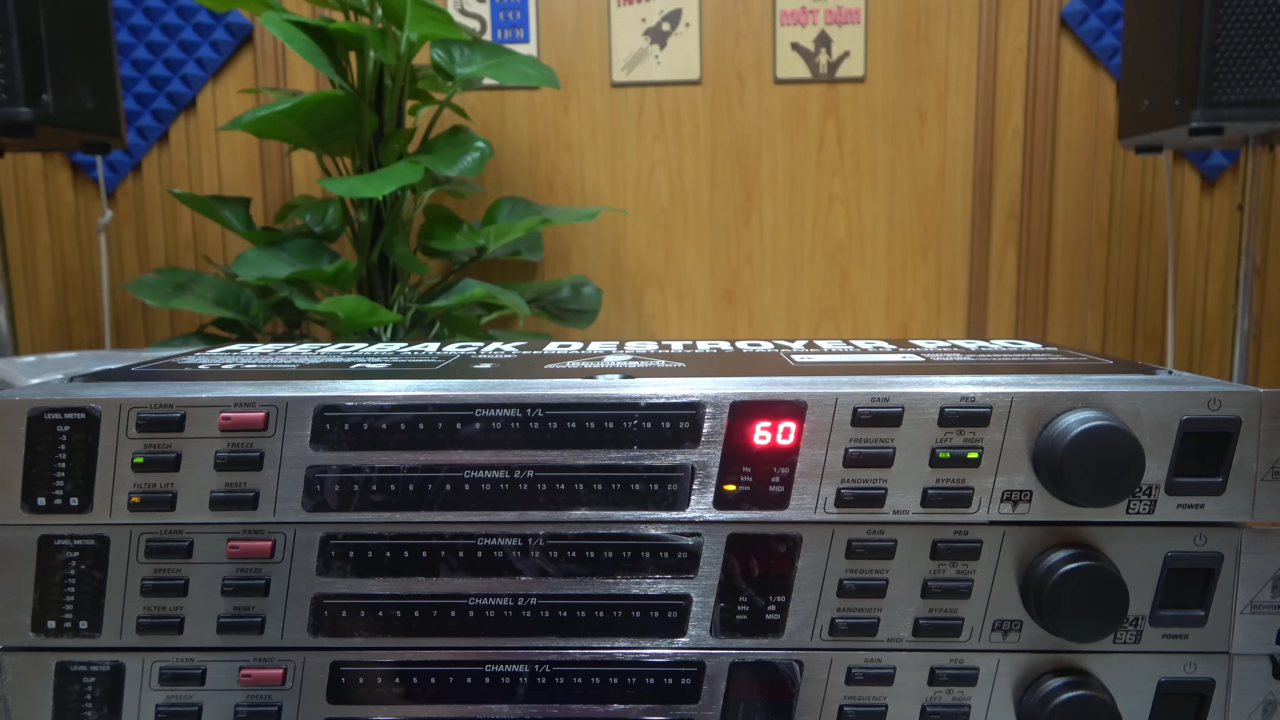 CƠ
HỘI
MỘT DẶM
FEEDBACK DESTROYER PRO
CE
FC
LEVEL METER
CLIP
-3
-6
-12
-18
-24
-30
-45
dB
LEARN
PANIC
SPEECH
FREEZE
FILTER LIFT
RESET
CHANNEL 1/L
1 2 3 4 5 6 7 8 9 10 11 12 13 14 15 16 17 18 19 20
CHANNEL 2/R
1 2 3 4 5 6 7 8 9 10 11 12 13 14 15 16 17 18 19 20
60
Hz 1/60
kHz dB
min MIDI
GAIN
PEQ
FREQUENCY
LEFT RIGHT
BANDWIDTH
BYPASS
MIDI
FBQ
24
96
POWER
LEVEL METER
CLIP
LEARN
PANIC
SPEECH
FREEZE
FILTER LIFT
RESET
CHANNEL 1/L
1 2 3 4 5 6 7 8 9 10 11 12 13 14 15 16 17 18 19 20
CHANNEL 2/R
1 2 3 4 5 6 7 8 9 10 11 12 13 14 15 16 17 18 19 20
Hz 1/60
kHz dB
min MIDI
GAIN
PEQ
FREQUENCY
LEFT RIGHT
BANDWIDTH
BYPASS
MIDI
FBQ
24
96
POWER
LEVEL METER
CLIP
LEARN
PANIC
SPEECH
FREEZE
CHANNEL 1/L
1 2 3 4 5 6 7 8 9 10 11 12 13 14 15 16 17 18 19 20
GAIN
PEQ
FREQUENCY
LEFT RIGHT